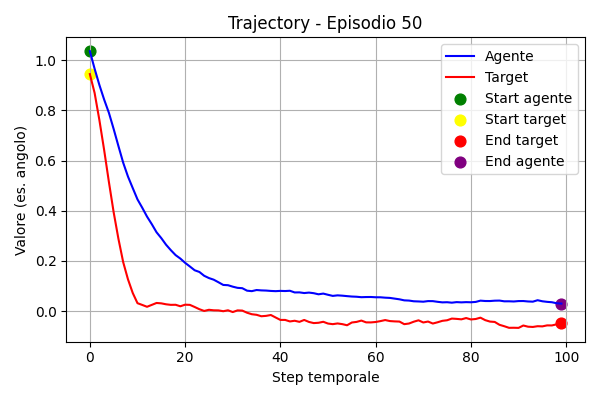 Trajectory - Episodio 50
Valore (es. angolo)
1.0
0.8
0.6
0.4
0.2
0.0
0
20
40
60
80
100
Step temporale
Agente
Target
Start agente
Start target
End target
End agente